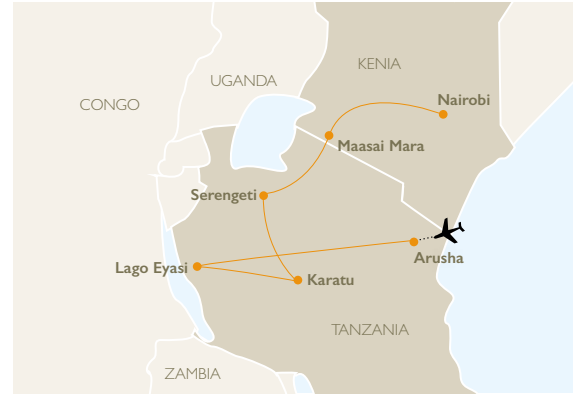 KENIA
UGANDA
CONGO
Nairobi
Maasai Mara
Serengeti
Arusha
Lago Eyasi
Karatu
TANZANIA
ZAMBIA